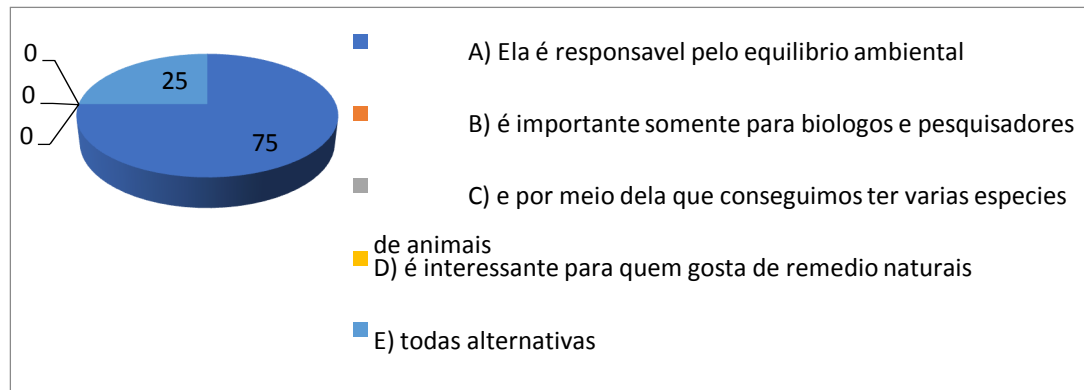 0
25
0
0
75
A) Ela é responsavel pelo equilibrio ambiental
B) é importante somente para biologos e pesquisadores
C) e por meio dela que conseguimos ter varias especies
de animais
D) é interessante para quem gosta de remedio naturais
E) todas alternativas